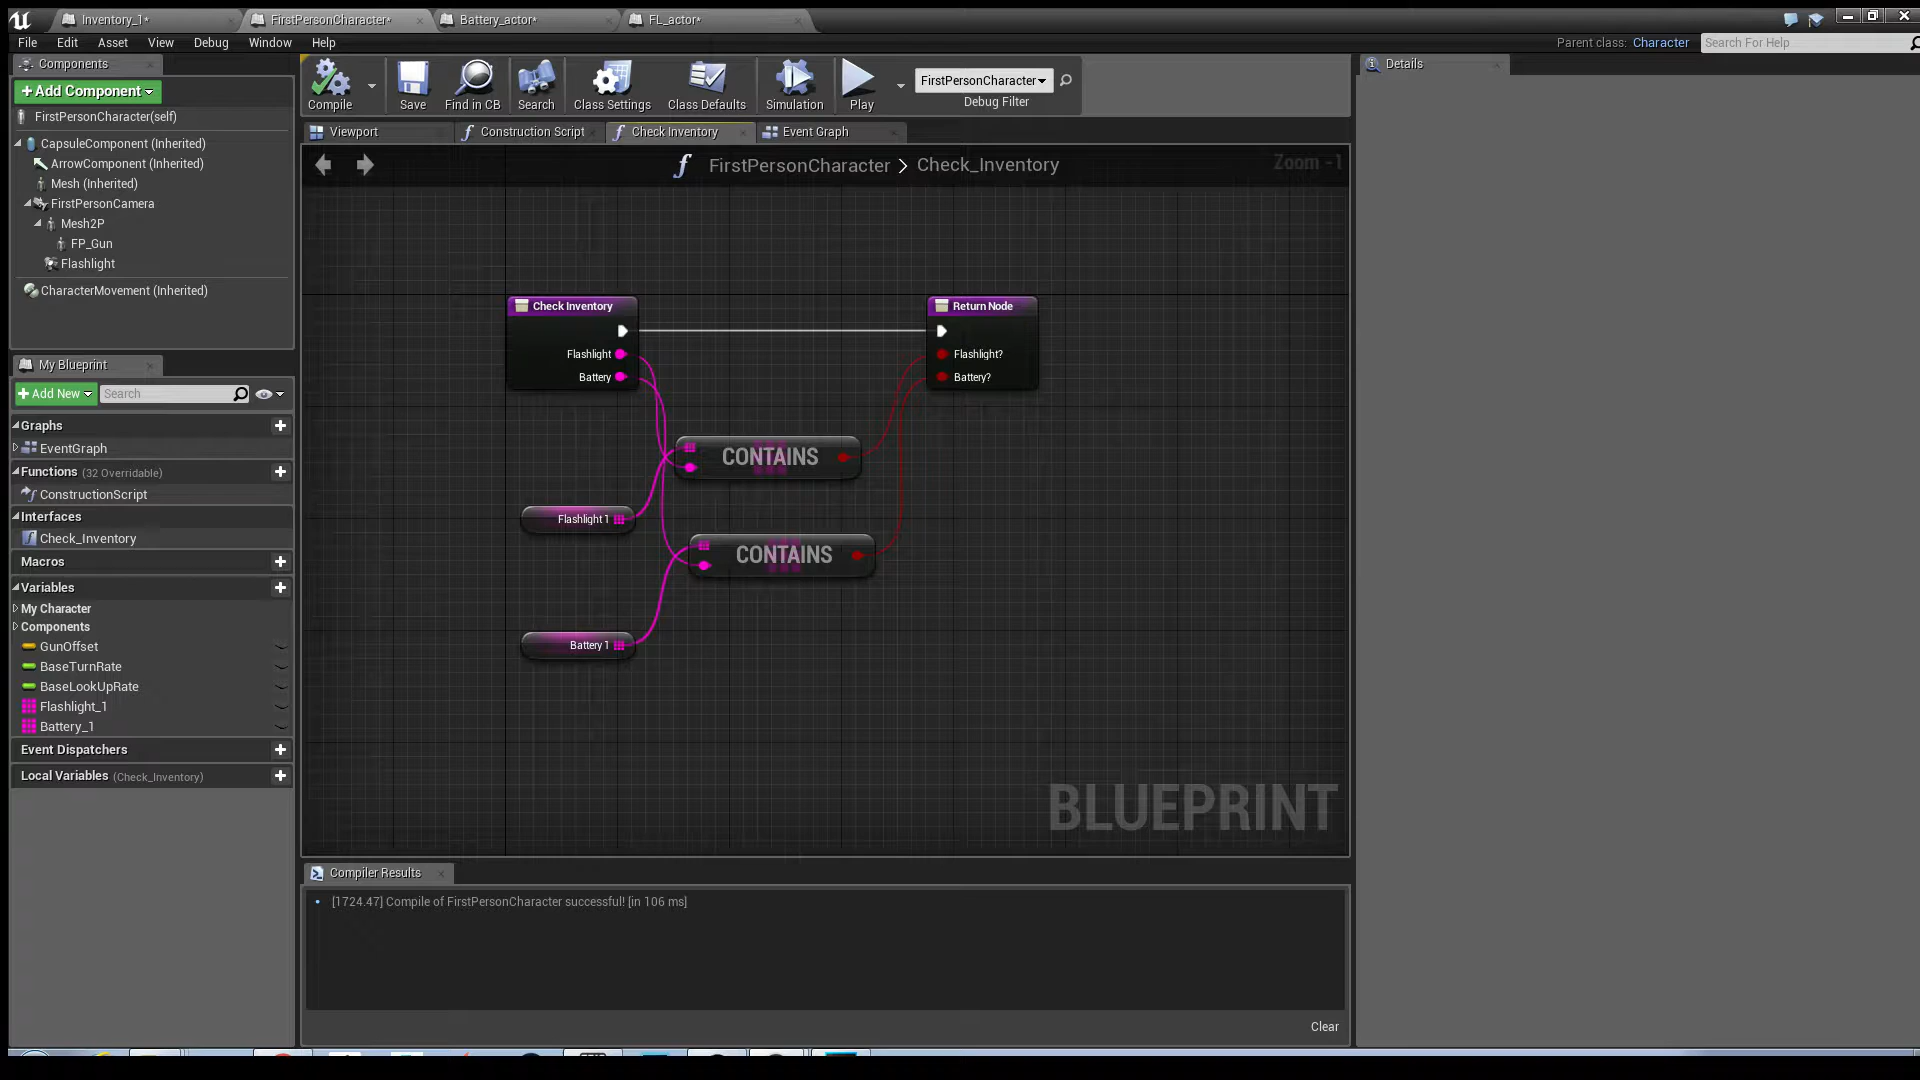 Inventory_1*
FirstPersonCharacter*
Battery_actor*
FL_actor*
File Edit Asset View Debug Window Help
Parent class: Character
Search For Help
Components
+Add Component
FirstPersonCharacter(self)
CapsuleComponent (Inherited)
ArrowComponent (Inherited)
Mesh (Inherited)
FirstPersonCamera
Mesh2P
FP_Gun
Flashlight
CharacterMovement (Inherited)
My Blueprint
+Add New
Search
Graphs
EventGraph
Functions (32 Overridable)
ConstructionScript
Interfaces
Check_Inventory
Macros
Variables
My Character
Components
GunOffset
BaseTurnRate
BaseLookUpRate
Flashlight_1
Battery_1
Event Dispatchers
Local Variables (Check_Inventory)
Compile
Save
Find in CB
Search
Class Settings
Class Defaults
Simulation
Play
FirstPersonCharacter
Debug Filter
Viewport
Construction Script
Check Inventory
Event Graph
FirstPersonCharacter > Check_Inventory
Zoom -1
Check Inventory
Flashlight
Battery
Return Node
Flashlight?
Battery?
CONTAINS
Flashlight 1
CONTAINS
Battery 1
BLUEPRINT
Compiler Results
[1724.47] Compile of FirstPersonCharacter successful! [in 106 ms]
Clear
Details